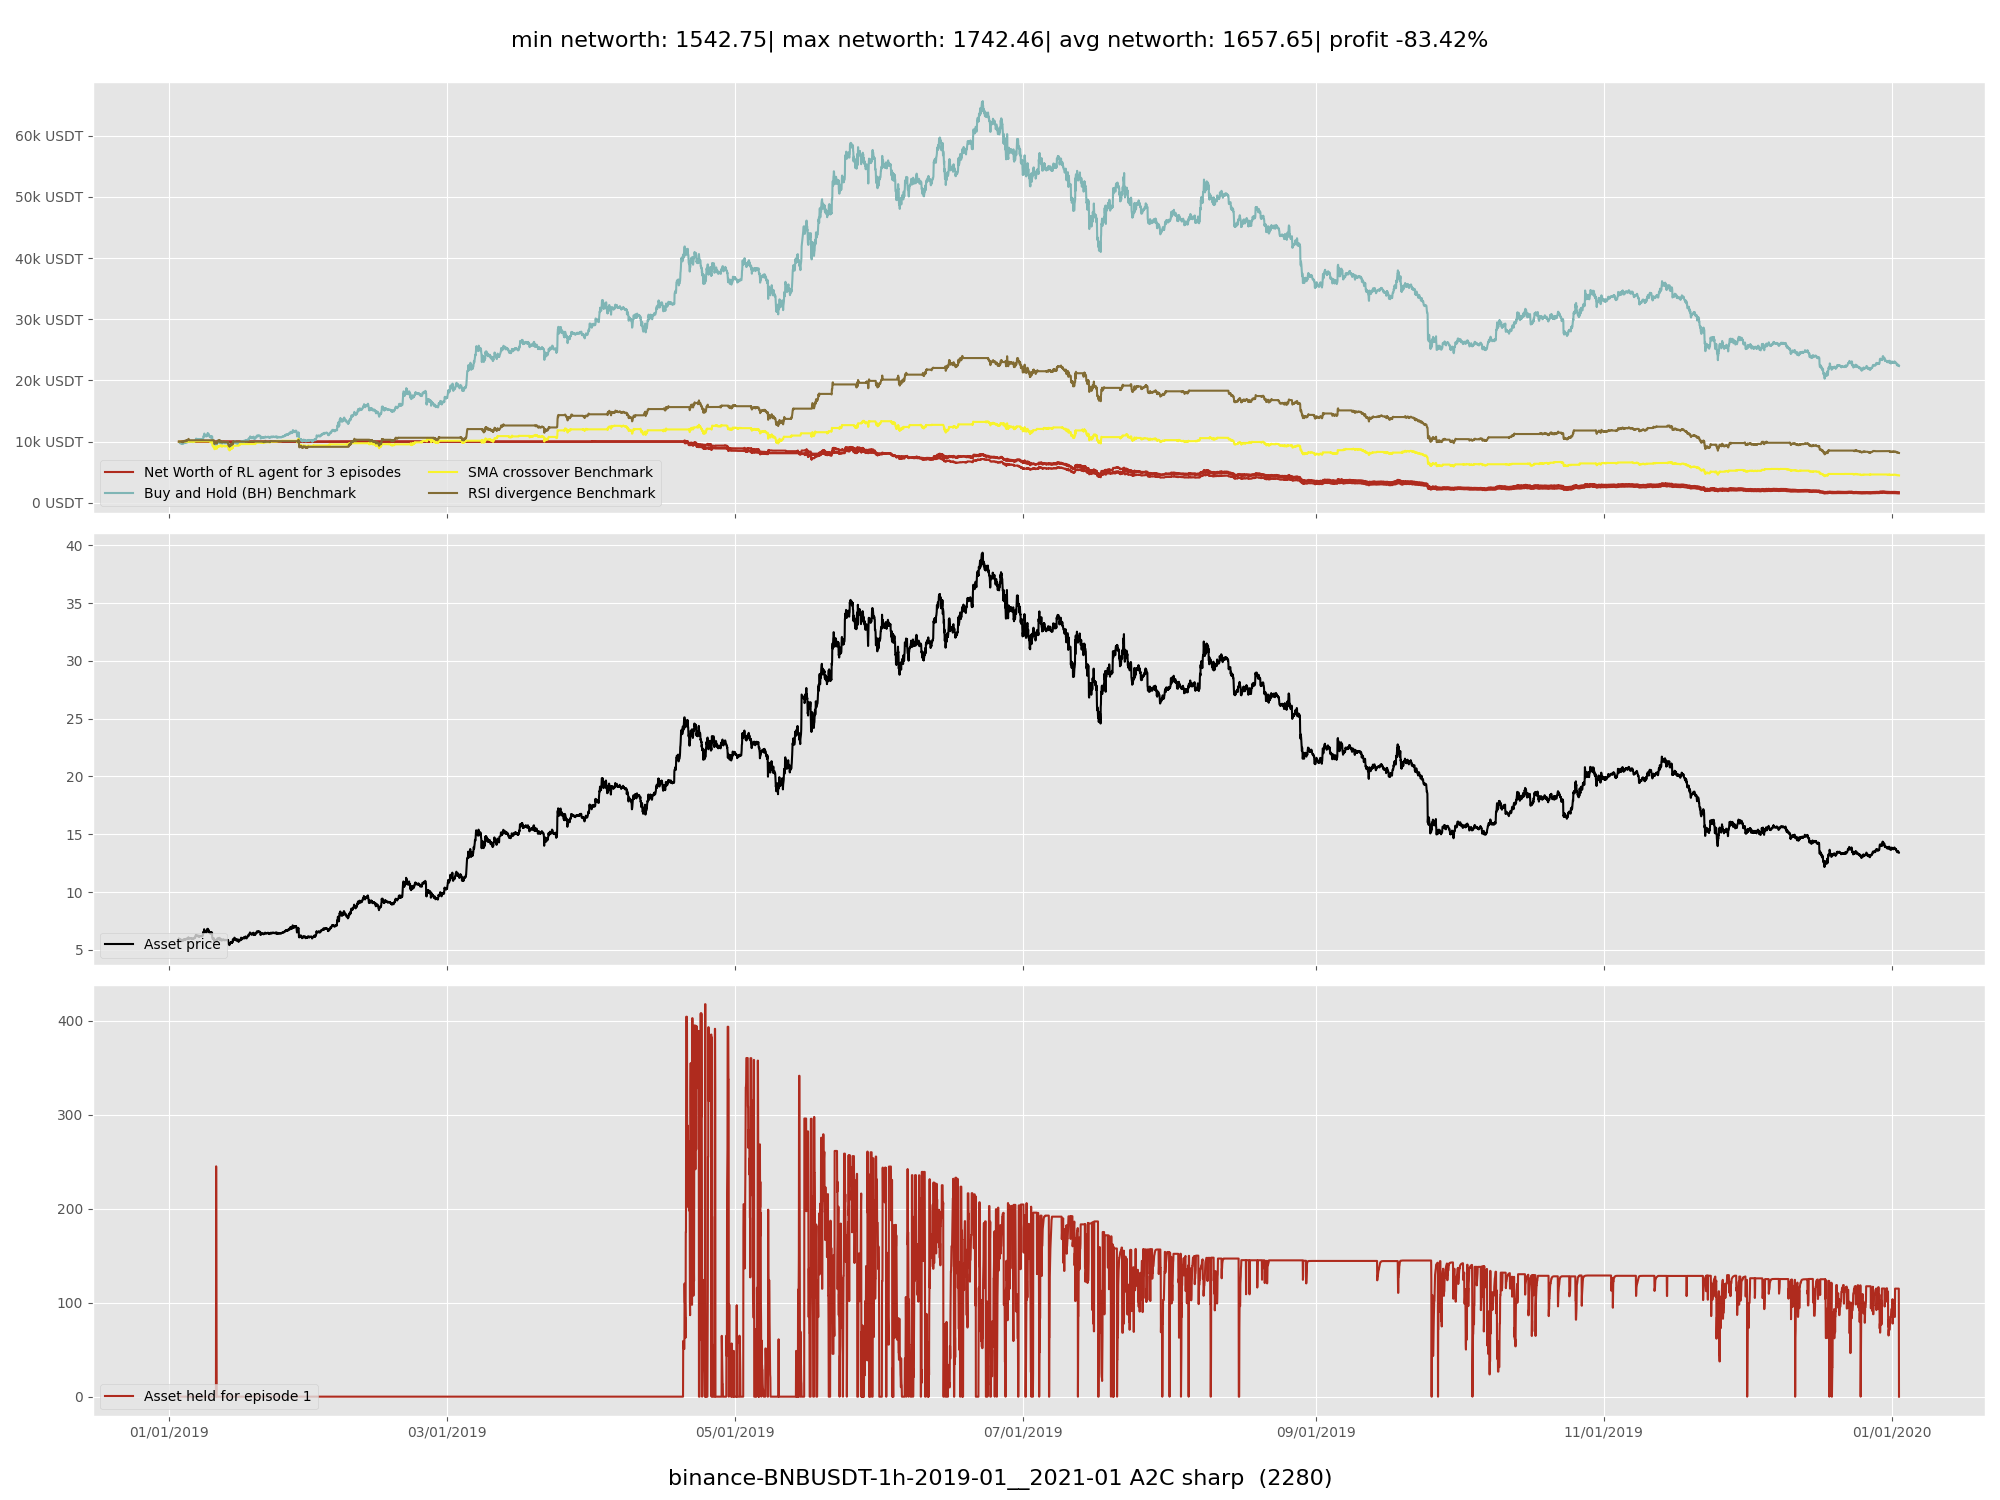 min networth: 1542.75| max networth: 1742.46| avg networth: 1657.65| profit -83.42%
60k USDT
50k USDT
40k USDT
30k USDT
20k USDT
10k USDT
0 USDT
Net Worth of RL agent for 3 episodes
Buy and Hold (BH) Benchmark
SMA crossover Benchmark
RSI divergence Benchmark
40
35
30
25
20
15
10
5
Asset price
400
300
200
100
0
Asset held for episode 1
01/01/2019
03/01/2019
05/01/2019
07/01/2019
09/01/2019
11/01/2019
01/01/2020
binance-BNBUSDT-1h-2019-01__2021-01 A2C sharp (2280)